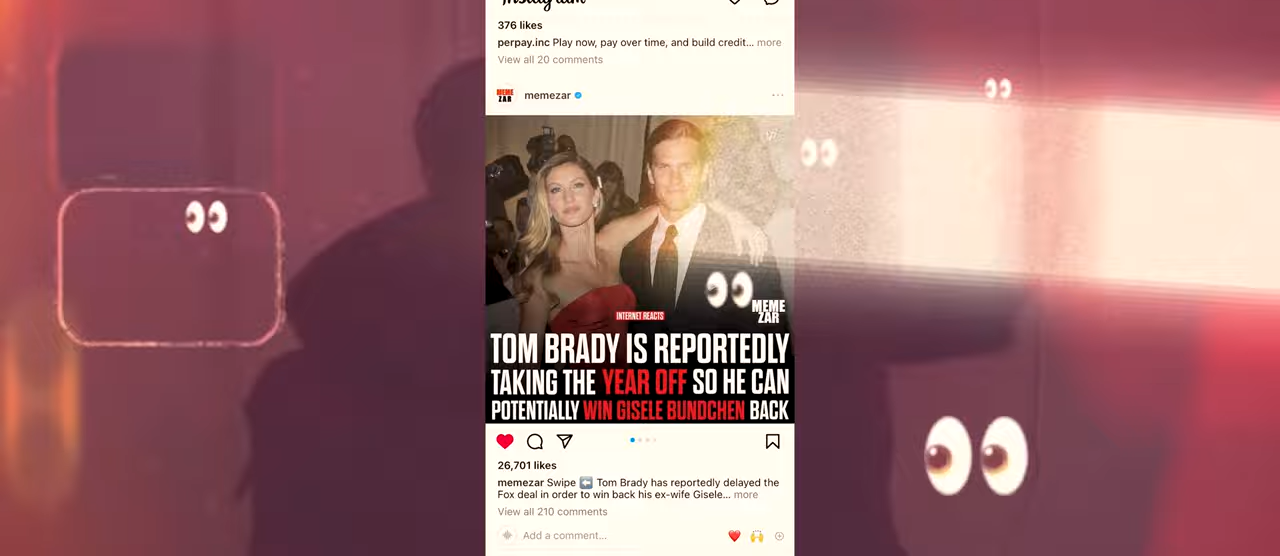 Instagram
376 likes
perpay.inc Play now, pay over time, and build credit... more
View all 20 comments
MEME
ZAR
memezar
INTERNET REACTS
MEME
ZAR
TOM BRADY IS REPORTEDLY
TAKING THE YEAR OFF SO HE CAN
POTENTIALLY WIN GISELE BUNDCHEN BACK
26,701 likes
memezar Swipe ⬅️ Tom Brady has reportedly delayed the
Fox deal in order to win back his ex-wife Gisele... more
View all 210 comments
Add a comment...